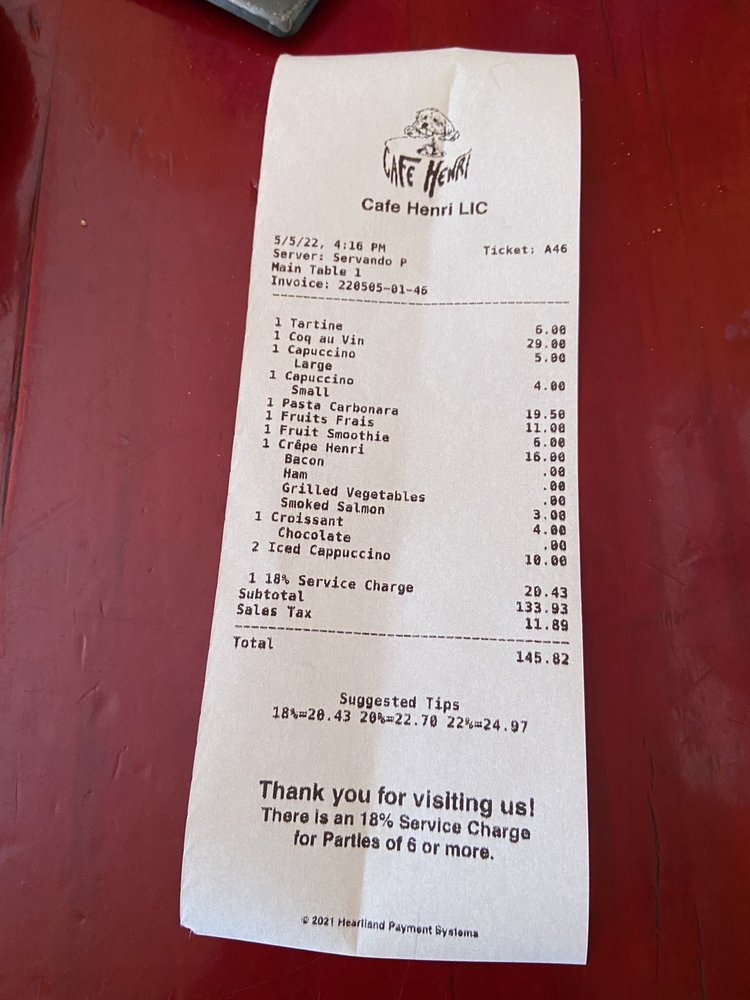 CAFE HENRI
Cafe Henri LIC
5/5/22, 4:16 PM Ticket: A46
Server: Servando P
Main Table 1
Invoice: 220505-01-46
1 Tartine 6.00
1 Coq au Vin 29.00
1 Capuccino 5.00
Large
1 Capuccino 4.00
Small
1 Pasta Carbonara 19.50
1 Fruits Frais 11.00
1 Fruit Smoothie 6.00
1 Crêpe Henri 16.00
Bacon .00
Ham .00
Grilled Vegetables .00
Smoked Salmon 3.00
1 Croissant 4.00
Chocolate .00
2 Iced Cappuccino 10.00
1 18% Service Charge 20.43
Subtotal 133.93
Sales Tax 11.89
Total 145.82
Suggested Tips
18%=20.43 20%=22.70 22%=24.97
Thank you for visiting us!
There is an 18% Service Charge
for Parties of 6 or more.
© 2021 Heartland Payment Systems